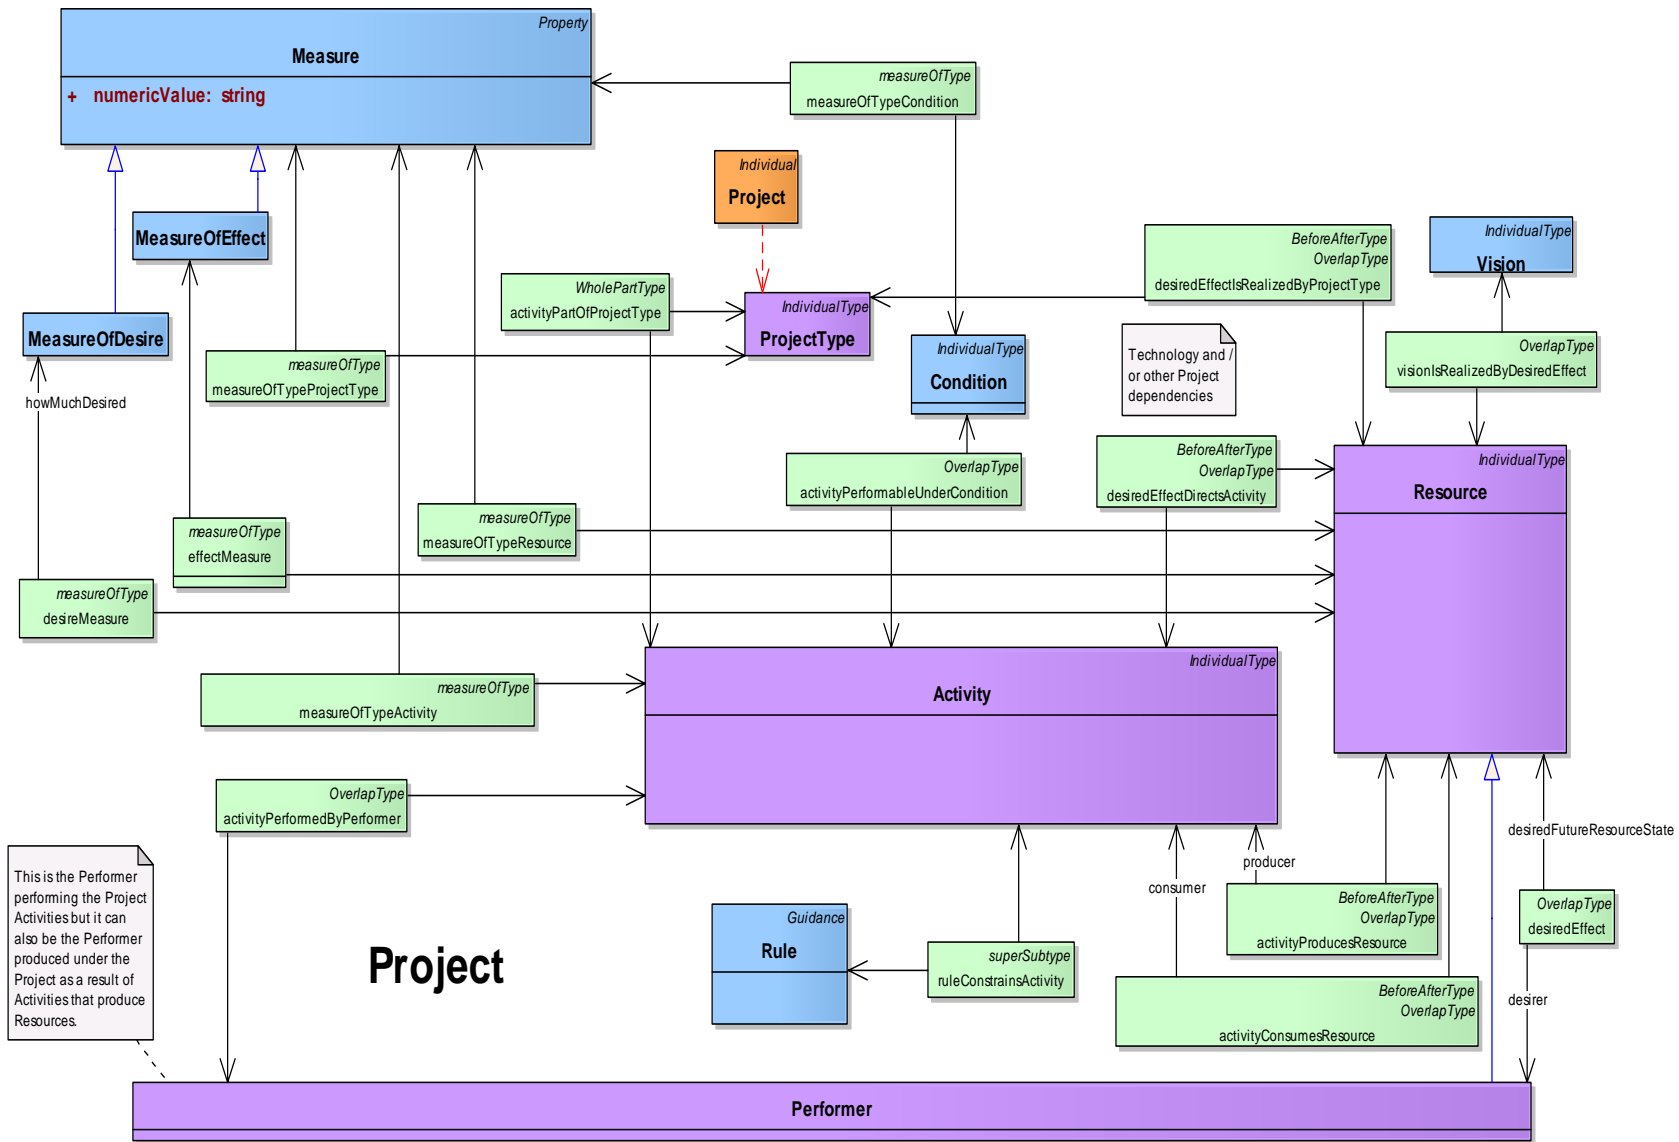 Property
Measure
+ numericValue: string
measureOfType
measureOfTypeCondition
Individual
Project
MeasureOfEffect
BeforeAfterType
OverlapType
desiredEffectIsRealizedByProjectType
IndividualType
Vision
WholePartType
activityPartOfProjectType
IndividualType
ProjectType
MeasureOfDesire
measureOfType
measureOfTypeProjectType
IndividualType
Condition
Technology and /
or other Project
dependencies
OverlapType
visionIsRealizedByDesiredEffect
howMuchDesired
OverlapType
activityPerformableUnderCondition
BeforeAfterType
OverlapType
desiredEffectDirectsActivity
IndividualType
Resource
measureOfType
effectMeasure
measureOfType
measureOfTypeResource
measureOfType
desireMeasure
IndividualType
Activity
measureOfType
measureOfTypeActivity
OverlapType
activityPerformedByPerformer
This is the Performer
performing the Project
Activities but it can
also be the Performer
produced under the
Project as a result of
Activities that produce
Resources.
Project
Guidance
Rule
superSubtype
ruleConstrainsActivity
consumer
producer
BeforeAfterType
OverlapType
activityProducesResource
BeforeAfterType
OverlapType
activityConsumesResource
desiredFutureResourceState
OverlapType
desiredEffect
desirer
Performer